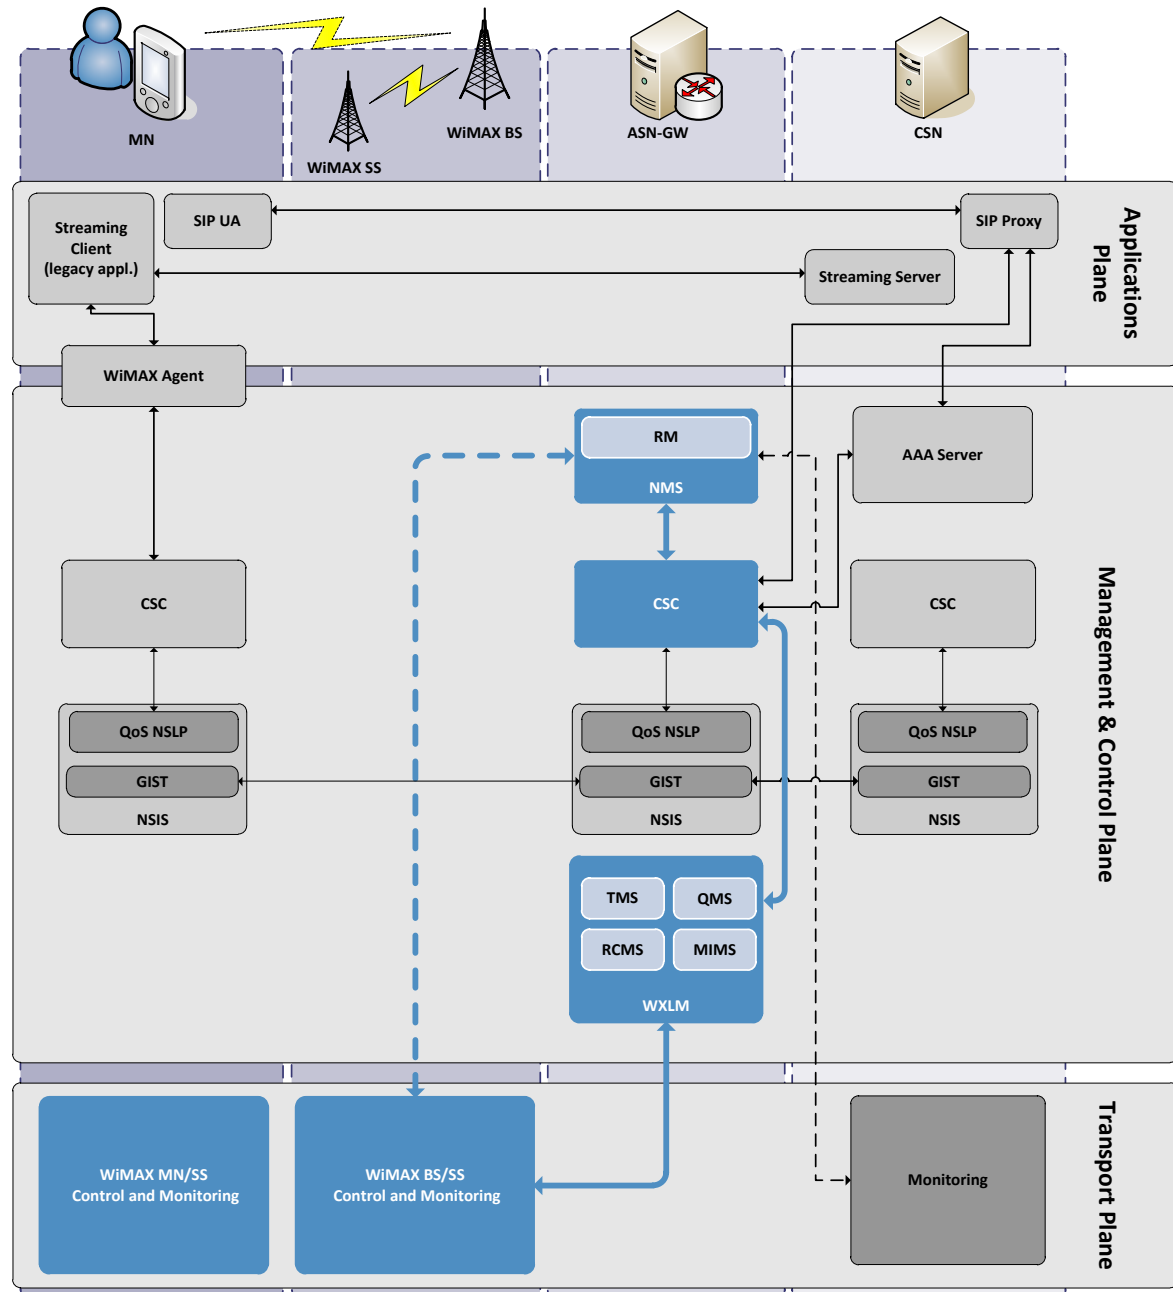 MN
WiMAX SS
WiMAX BS
ASN-GW
CSN
Applications
Plane
Streaming
Client
(legacy appl.)
SIP UA
SIP Proxy
Streaming Server
WiMAX Agent
Management & Control Plane
RM
NMS
AAA Server
CSC
CSC
CSC
QoS NSLP
GIST
NSIS
QoS NSLP
GIST
NSIS
QoS NSLP
GIST
NSIS
TMS
QMS
RCMS
MIMS
WXLM
Transport Plane
WiMAX MN/SS
Control and Monitoring
WiMAX BS/SS
Control and Monitoring
Monitoring